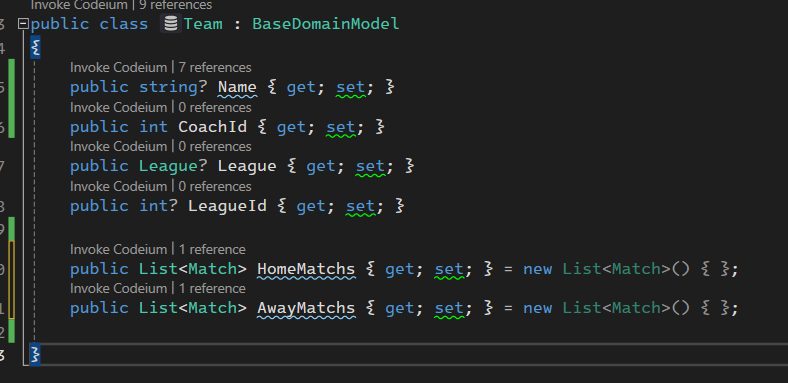 Invoke Codeium | 9 references
3 public class Team : BaseDomainModel
4 {
Invoke Codeium | 7 references
5 public string? Name { get; set; }
Invoke Codeium | 0 references
6 public int CoachId { get; set; }
Invoke Codeium | 0 references
7 public League? League { get; set; }
Invoke Codeium | 0 references
8 public int? LeagueId { get; set; }
9
Invoke Codeium | 1 reference
0 public List<Match> HomeMatchs { get; set; } = new List<Match>() { };
Invoke Codeium | 1 reference
1 public List<Match> AwayMatchs { get; set; } = new List<Match>() { };
2
3 }